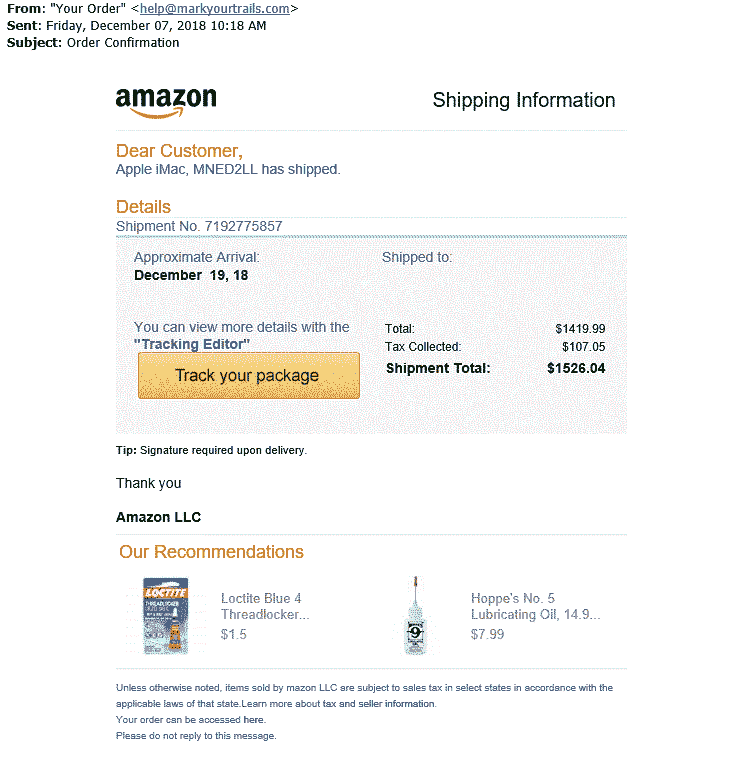 From: "Your Order" <help@markyourtrails.com>
Sent: Friday, December 07, 2018 10:18 AM
Subject: Order Confirmation
amazon
Shipping Information
Dear Customer,
Apple iMac, MNED2LL has shipped.
Details
Shipment No. 7192775857
Approximate Arrival:
December 19, 18
Shipped to:
You can view more details with the
"Tracking Editor"
Track your package
Total: $1419.99
Tax Collected: $107.05
Shipment Total: $1526.04
Tip: Signature required upon delivery.
Thank you
Amazon LLC
Our Recommendations
LOCTITE
THREADLOCKER
Loctite Blue 4
Threadlocker...
$1.5
9
Hoppe's No. 5
Lubricating Oil, 14.9...
$7.99
Unless otherwise noted, items sold by mazon LLC are subject to sales tax in select states in accordance with the
applicable laws of that state.Learn more about tax and seller information.
Your order can be accessed here.
Please do not reply to this message.